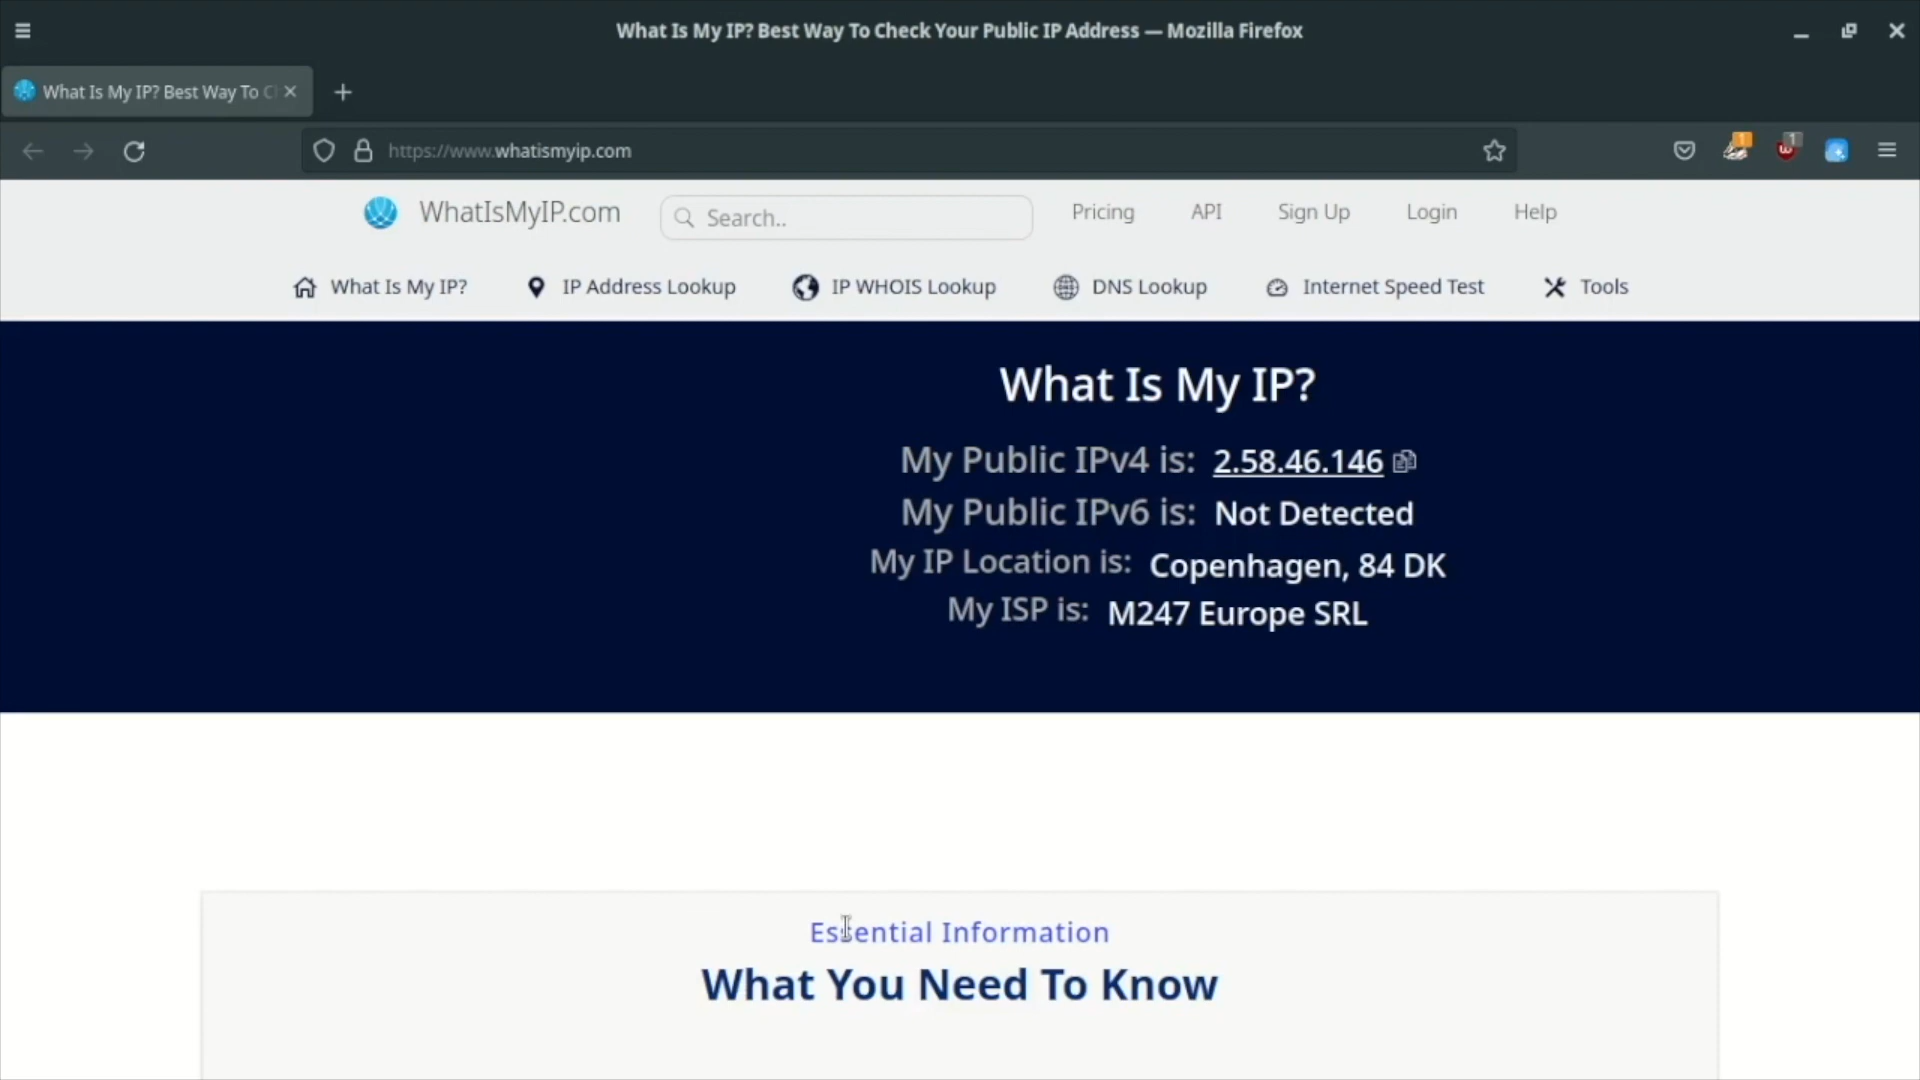 What Is My IP? Best Way To Check Your Public IP Address — Mozilla Firefox
What Is My IP? Best Way To C
https://www.whatismyip.com
1
1
WhatIsMyIP.com
Search..
Pricing
API
Sign Up
Login
Help
What Is My IP?
IP Address Lookup
IP WHOIS Lookup
DNS Lookup
Internet Speed Test
Tools
What Is My IP?
My Public IPv4 is: 2.58.46.146
My Public IPv6 is: Not Detected
My IP Location is: Copenhagen, 84 DK
My ISP is: M247 Europe SRL
Essential Information
What You Need To Know